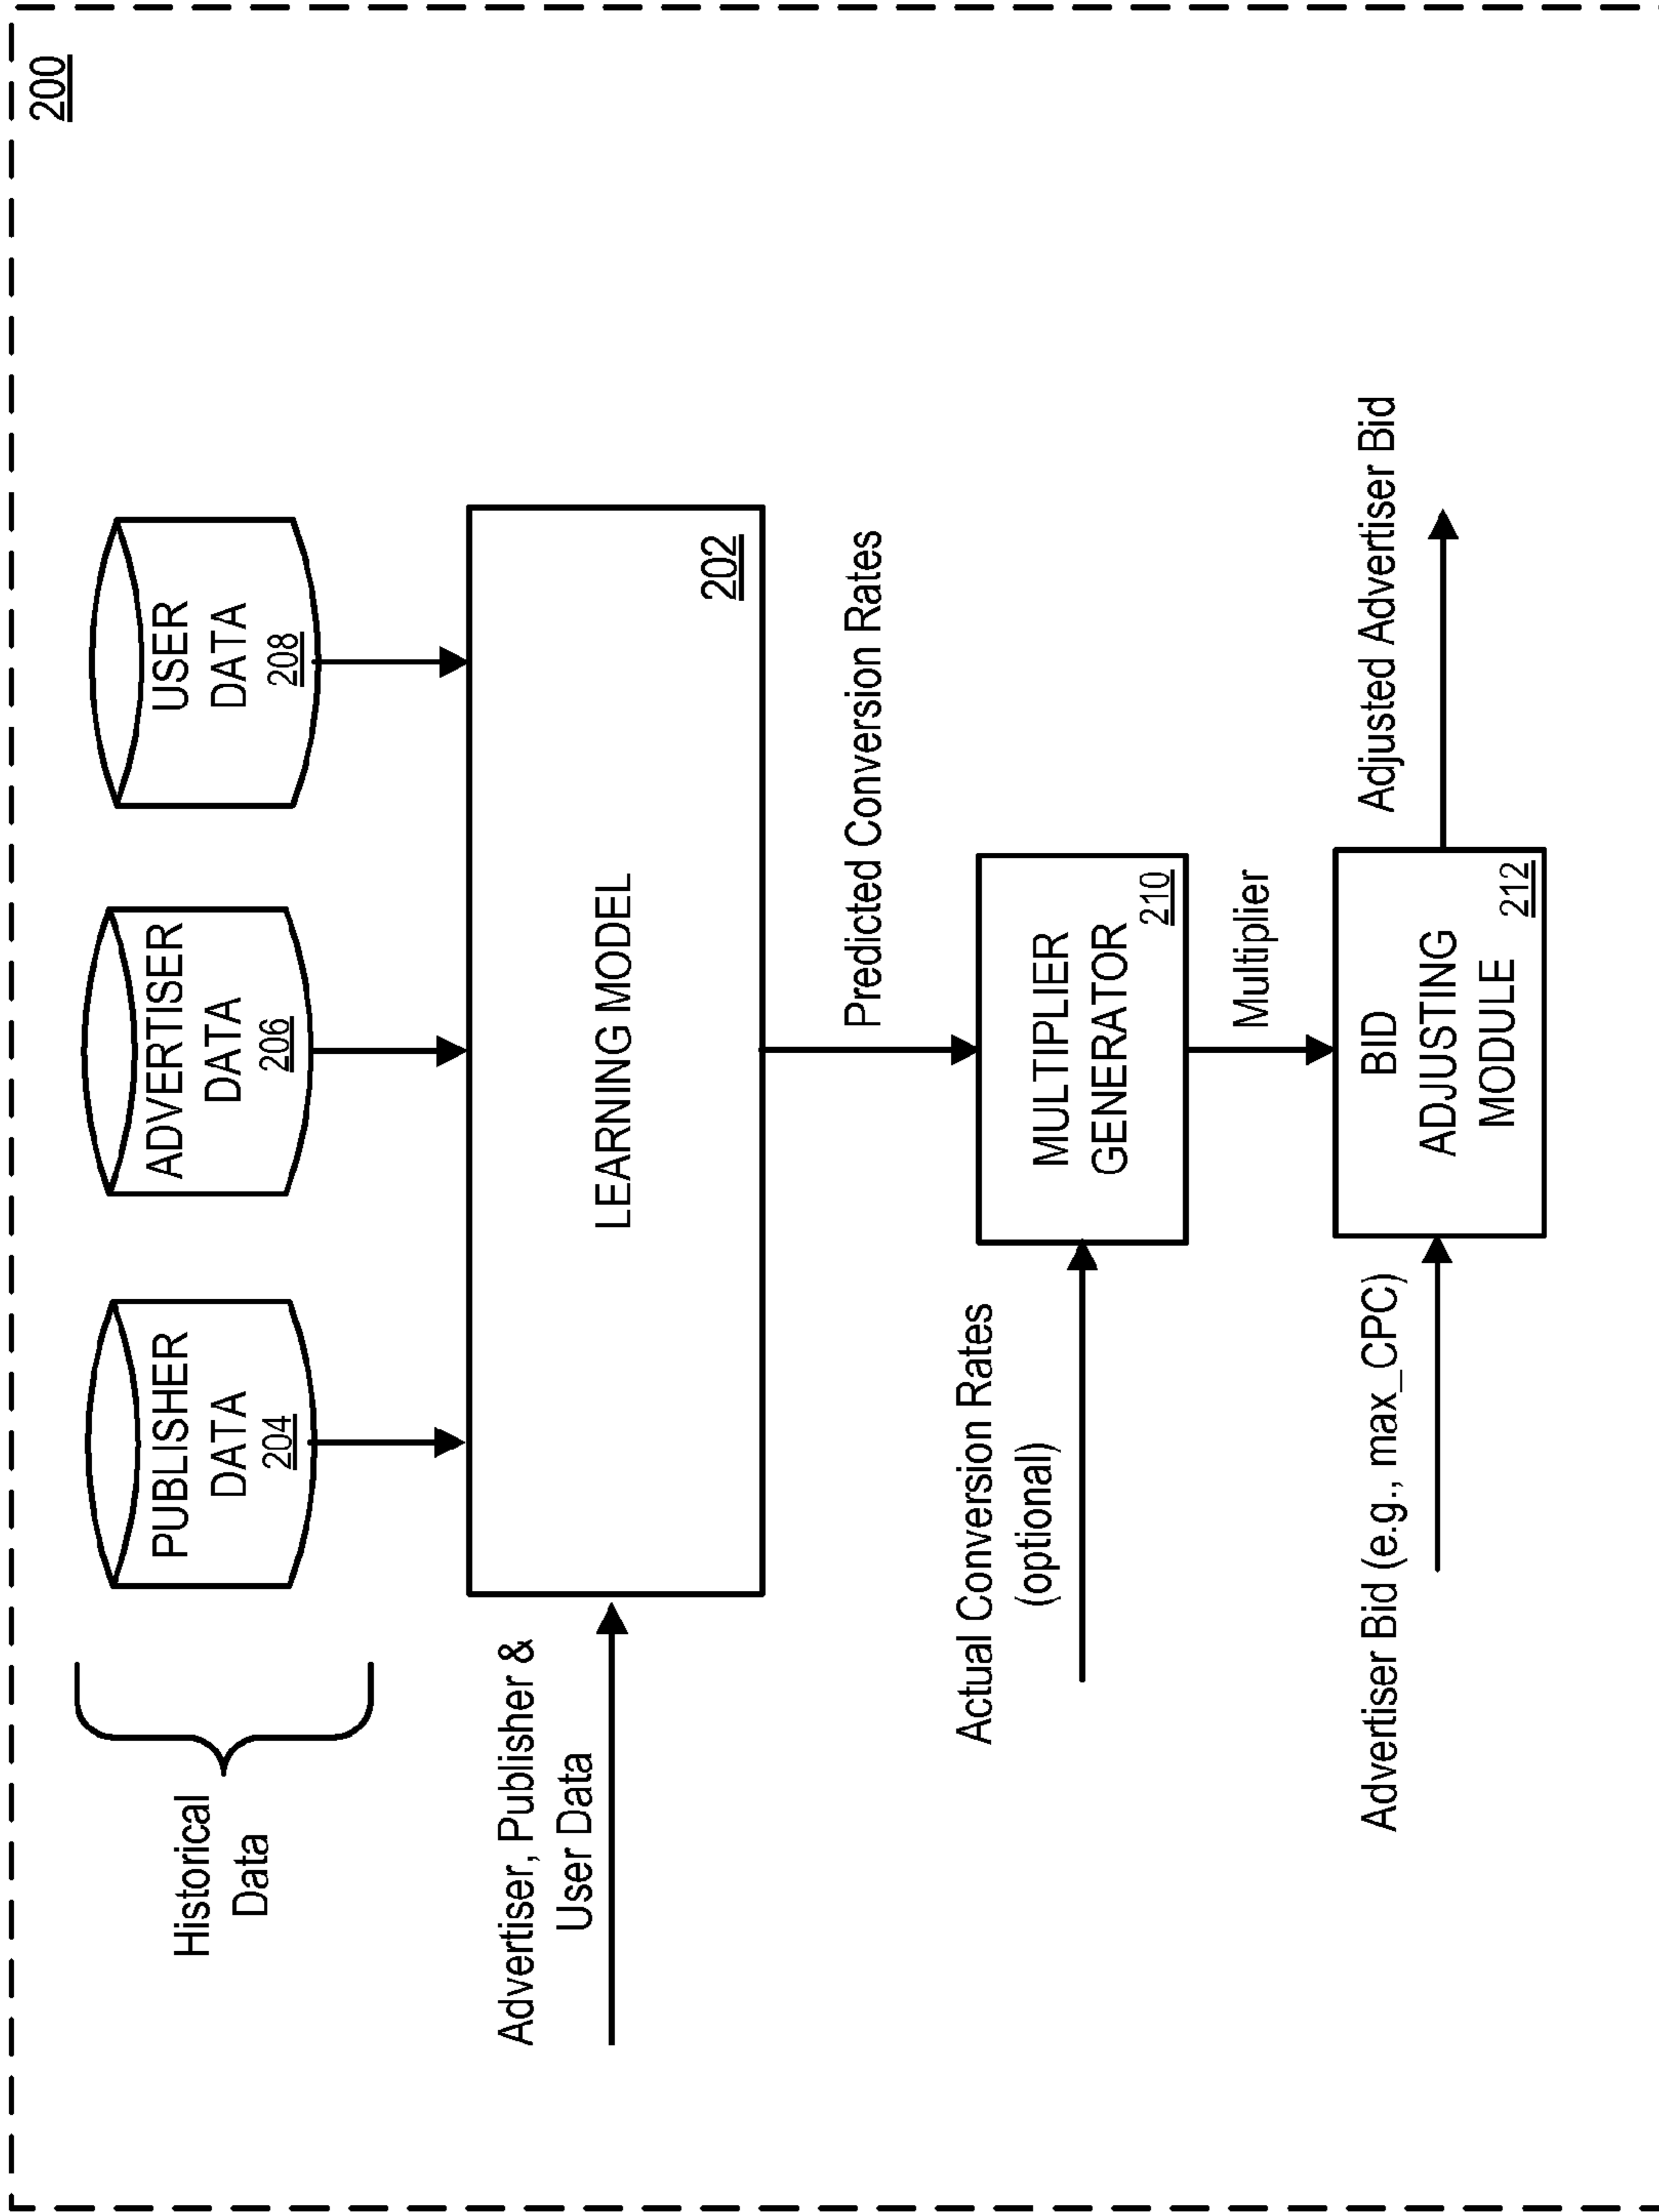 200
Historical
Data
PUBLISHER
DATA
204
ADVERTISER
DATA
206
USER
DATA
208
Advertiser, Publisher &
User Data
LEARNING MODEL
202
Predicted Conversion Rates
Actual Conversion Rates
(optional)
MULTIPLIER
GENERATOR
210
Multiplier
Advertiser Bid (e.g., max_CPC)
BID
ADJUSTING
MODULE
212
Adjusted Advertiser Bid